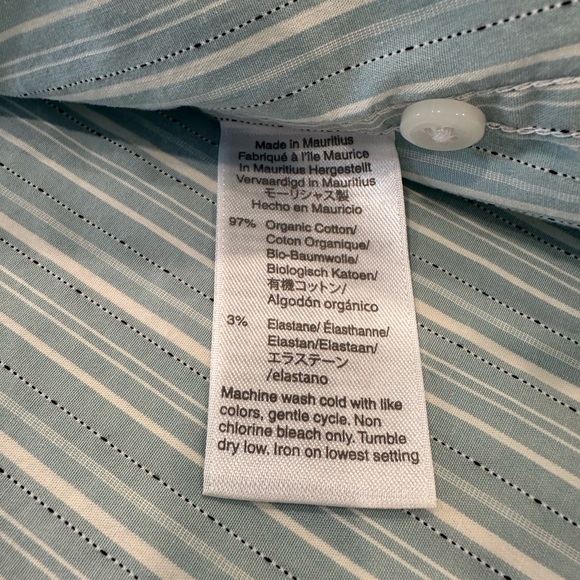 Made in Mauritius
Fabriqué à l'île Maurice
In Mauritius Hergestellt
Vervaardigd in Mauritius
モーリシャス製
Hecho en Mauricio
97% Organic Cotton/
Coton Organique/
Bio-Baumwolle/
Biologisch Katoen/
有機コットン/
Algodón orgánico
3% Elastane/ Élasthanne/
Elastan/Elastaan/
エラステーン
/elastano
Machine wash cold with like
colors, gentle cycle. Non
chlorine bleach only. Tumble
dry low. Iron on lowest setting